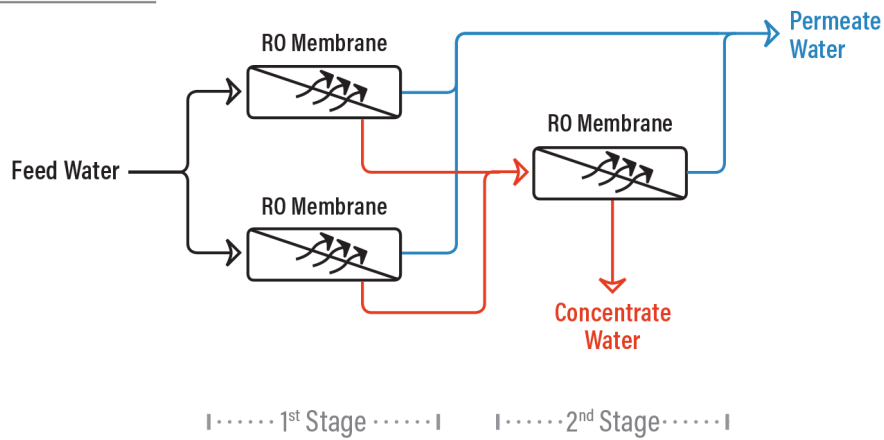 Permeate
Water
RO Membrane
RO Membrane
Feed Water
RO Membrane
Concentrate
Water
1st Stage
2nd Stage